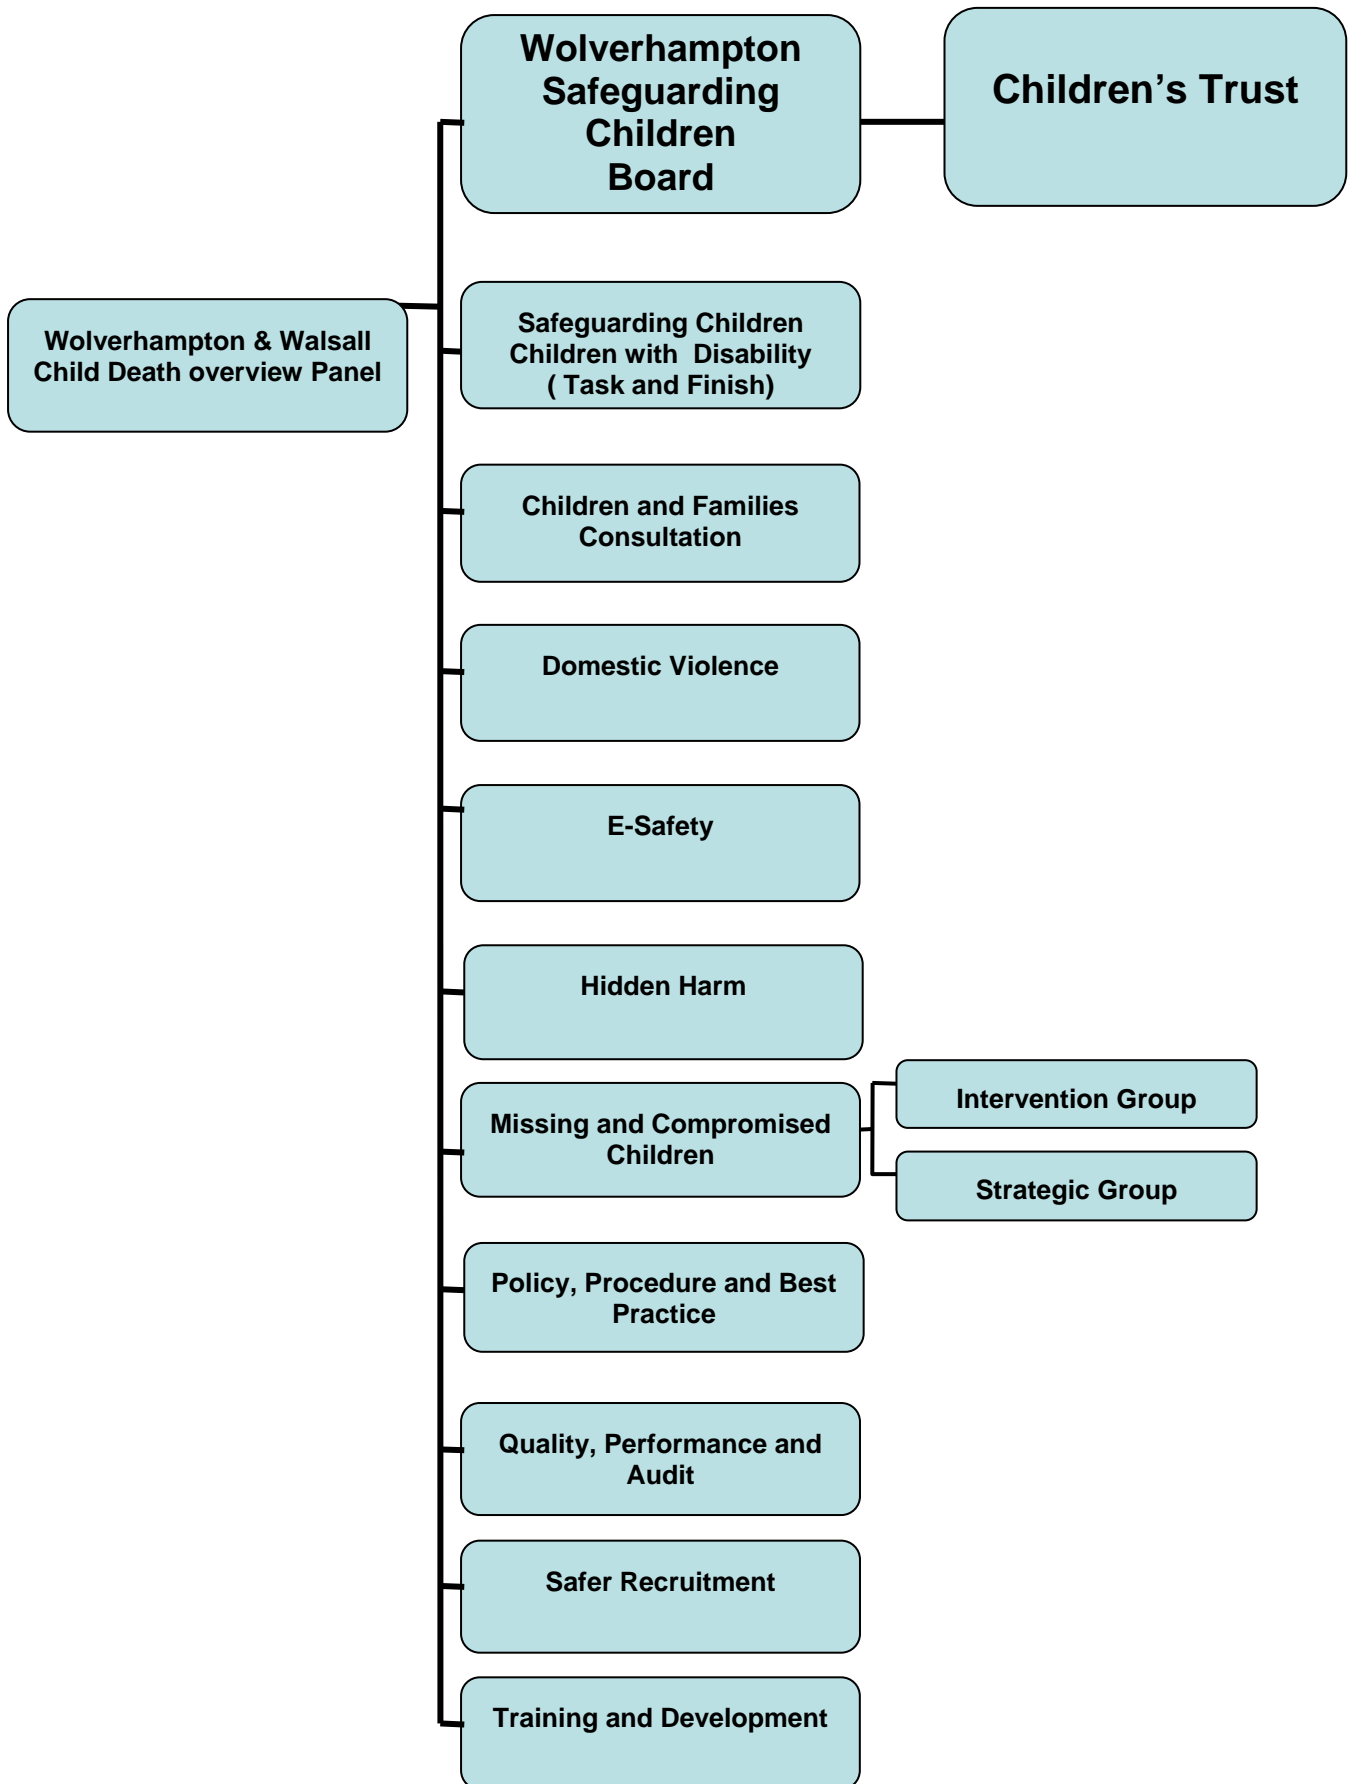 Wolverhampton
Safeguarding
Children
Board
Children’s Trust
Wolverhampton & Walsall
Child Death overview Panel
Safeguarding Children
Children with  Disability
( Task and Finish)
Children and Families
Consultation
Domestic Violence
E-Safety
Hidden Harm
Missing and Compromised
Children
Intervention Group
Strategic Group
Policy, Procedure and Best
Practice
Quality, Performance and
Audit
Safer Recruitment
Training and Development